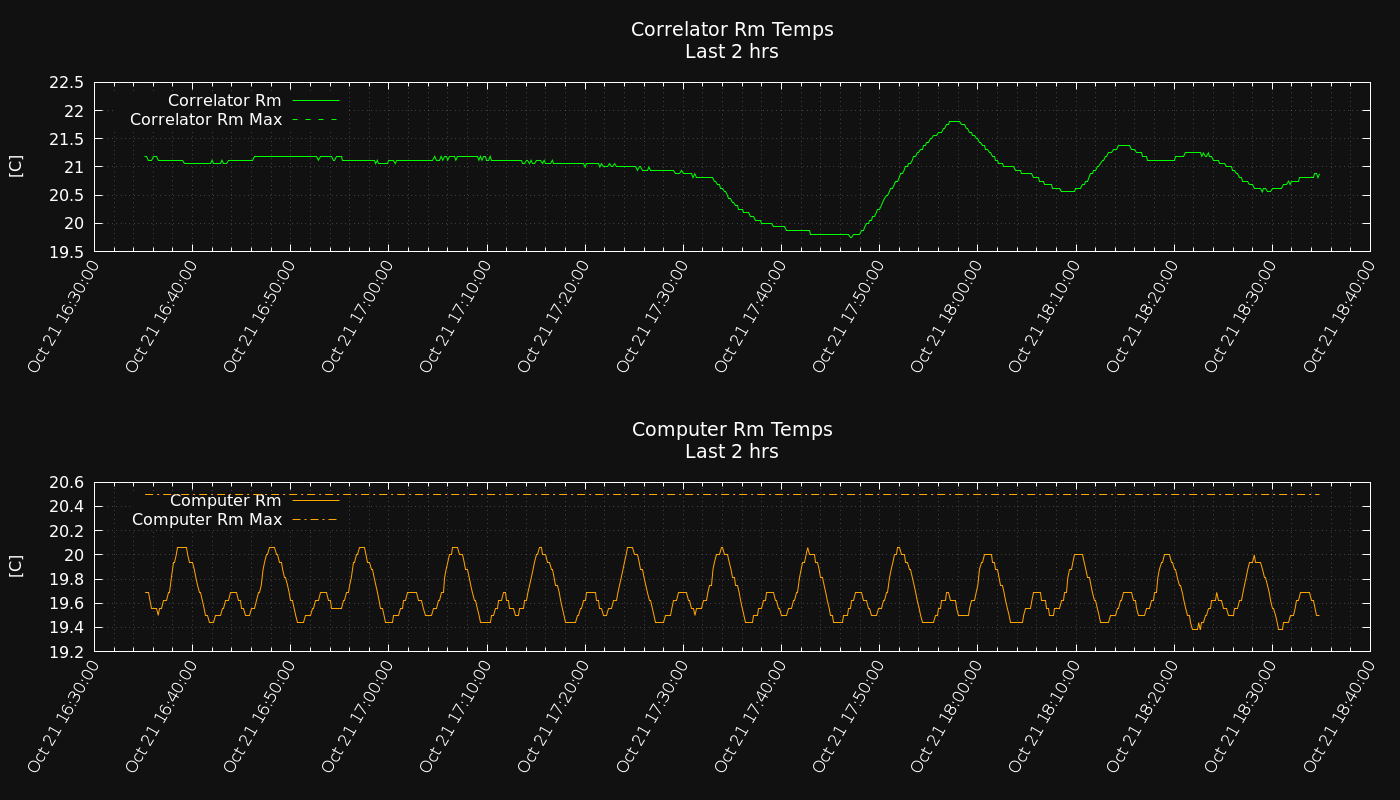 Correlator Rm Temps
Last 2 hrs
22.5
22
21.5
21
20.5
20
19.5
[C]
Correlator Rm
Correlator Rm Max
Oct 21 16:30:00
Oct 21 16:40:00
Oct 21 16:50:00
Oct 21 17:00:00
Oct 21 17:10:00
Oct 21 17:20:00
Oct 21 17:30:00
Oct 21 17:40:00
Oct 21 17:50:00
Oct 21 18:00:00
Oct 21 18:10:00
Oct 21 18:20:00
Oct 21 18:30:00
Oct 21 18:40:00
Computer Rm Temps
Last 2 hrs
20.6
20.4
20.2
20
19.8
19.6
19.4
19.2
[C]
Computer Rm
Computer Rm Max
Oct 21 16:30:00
Oct 21 16:40:00
Oct 21 16:50:00
Oct 21 17:00:00
Oct 21 17:10:00
Oct 21 17:20:00
Oct 21 17:30:00
Oct 21 17:40:00
Oct 21 17:50:00
Oct 21 18:00:00
Oct 21 18:10:00
Oct 21 18:20:00
Oct 21 18:30:00
Oct 21 18:40:00